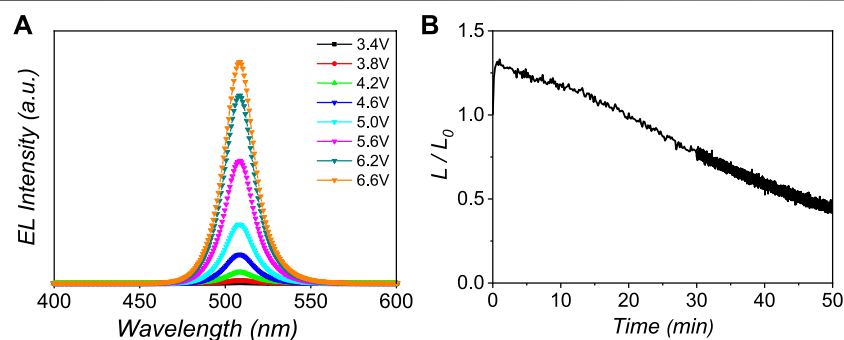 A
EL Intensity (a.u.)
3.4V
3.8V
4.2V
4.6V
5.0V
5.6V
6.2V
6.6V
400
450
500
550
600
Wavelength (nm)
B
L / L0
1.5
1.0
0.5
0.0
0
10
20
30
40
50
Time (min)